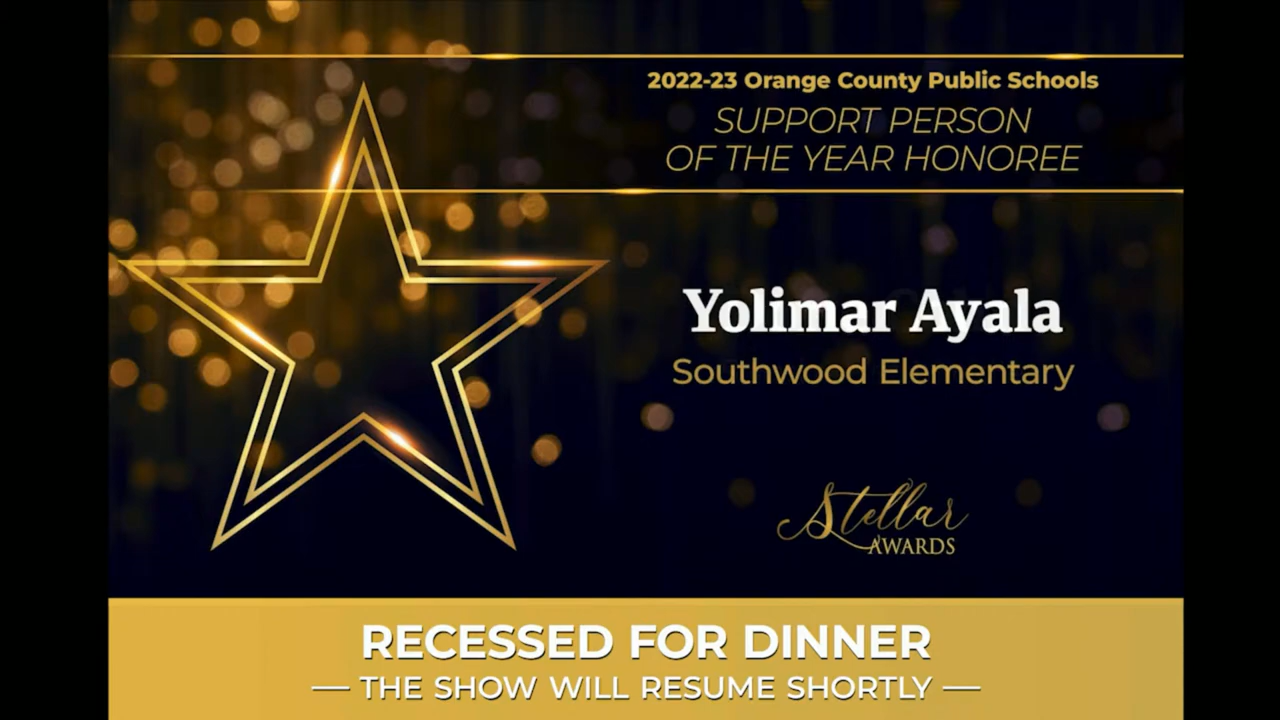 2022-23 Orange County Public Schools
SUPPORT PERSON
OF THE YEAR HONOREE
Yolimar Ayala
Southwood Elementary
Stellar
AWARDS
RECESSED FOR DINNER
— THE SHOW WILL RESUME SHORTLY —